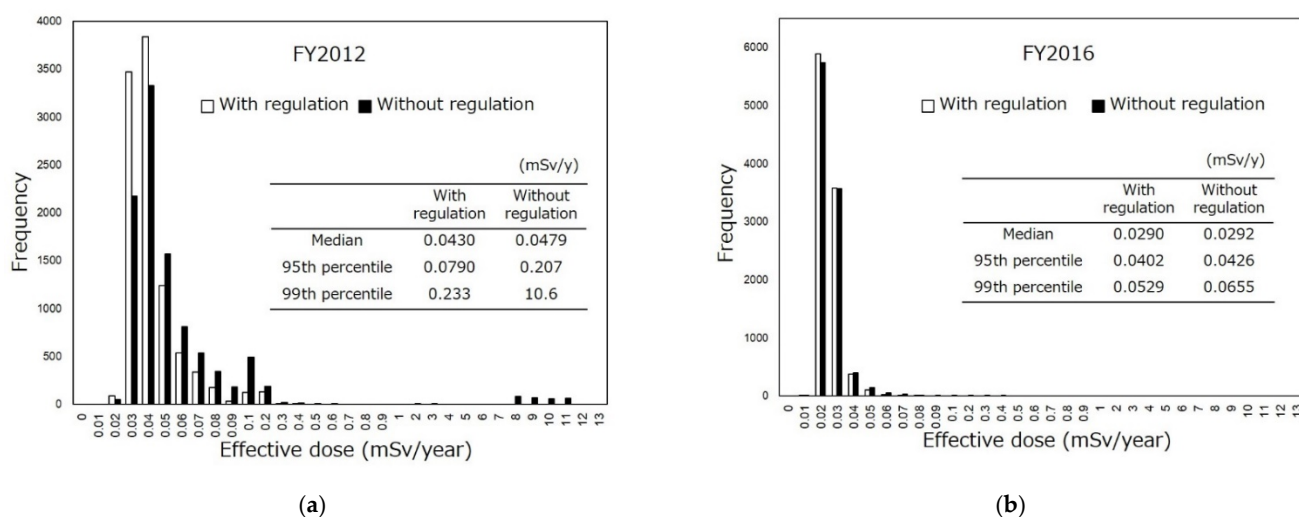 4000
3500
3000
2500
2000
1500
1000
500
0
Frequency
FY2012
With regulation Without regulation
(mSv/y)
With regulation Without regulation
Median 0.0430 0.0479
95th percentile 0.0790 0.207
99th percentile 0.233 10.6
0 0.01 0.02 0.03 0.04 0.05 0.06 0.07 0.08 0.09 0.1 0.2 0.3 0.4 0.5 0.6 0.7 0.8 0.9 1 2 3 4 5 6 7 8 9 10 11 12 13
Effective dose (mSv/year)
(a)
6000
5000
4000
3000
2000
1000
0
Frequency
FY2016
With regulation Without regulation
(mSv/y)
With regulation Without regulation
Median 0.0290 0.0292
95th percentile 0.0402 0.0426
99th percentile 0.0529 0.0655
0 0.01 0.02 0.03 0.04 0.05 0.06 0.07 0.08 0.09 0.1 0.2 0.3 0.4 0.5 0.6 0.7 0.8 0.9 1 2 3 4 5 6 7 8 9 10 11 12 13
Effective dose (mSv/year)
(b)